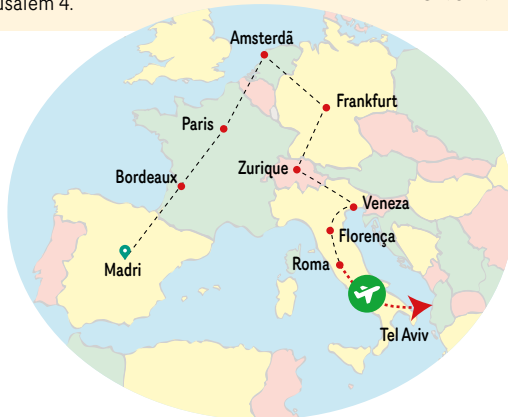 usalém 4.
Amsterdã
Frankfurt
Paris
Zurique
Bordeaux
Veneza
Florença
Roma
Madri
Tel Aviv